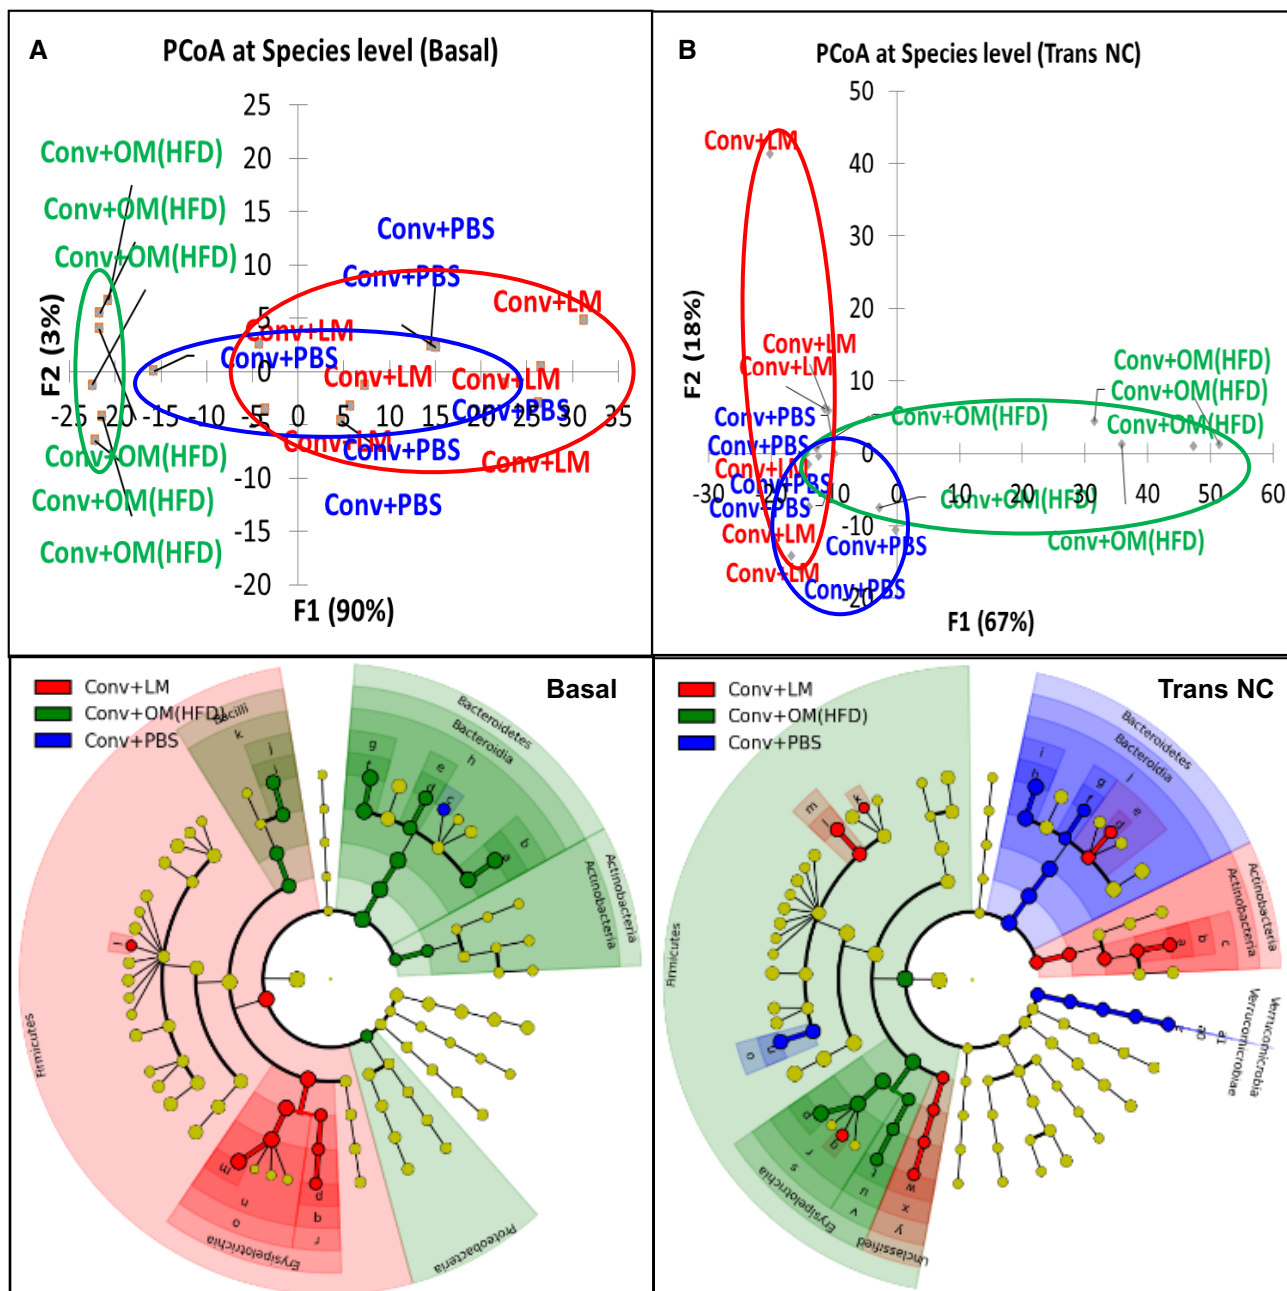 A
PCoA at Species level (Basal)
25
20
15
10
5
0
-25 -20 -15 -10 -5 0 5 10 15 20 25 30 35
-5
-10
-15
-20
F2 (3%)
F1 (90%)
Conv+OM(HFD)
Conv+OM(HFD)
Conv+OM(HFD)
Conv+PBS
Conv+PBS
Conv+LM
Conv+LM
Conv+PBS
Conv+LM
Conv+LM
Conv+PBS
Conv+LM
Conv+PBS
Conv+LM
Conv+OM(HFD)
Conv+OM(HFD)
Conv+PBS
Conv+OM(HFD)
B
PCoA at Species level (Trans NC)
50
40
30
20
10
0
-30 -20 -10 0 10 20 30 40 50 60
-10
-20
F2 (18%)
F1 (67%)
Conv+LM
Conv+LM
Conv+LM
Conv+OM(HFD)
Conv+OM(HFD)
Conv+PBS
Conv+OM(HFD)
Conv+OM(HFD)
Conv+PBS
Conv+LM
Conv+PBS
Conv+OM(HFD)
Conv+PBS
Conv+LM
Conv+PBS
Conv+OM(HFD)
Conv+LM
Conv+PBS
Basal
Conv+LM
Conv+OM(HFD)
Conv+PBS
Bacilli
k
j
i
Bacteroidetes
Bacteroidia
h
g
f
e
d
c
b
a
Actinobacteria
Actinobacteria
Firmicutes
l
m
n
o
p
q
r
Erysipelotrichia
Proteobacteria
Trans NC
Conv+LM
Conv+OM(HFD)
Conv+PBS
Bacteroidetes
Bacteroidia
j
i
h
g
f
e
d
Actinobacteria
Actinobacteria
c
b
a
Verrucomicrobia
Verrucomicrobiae
a1
a0
z
Firmicutes
m
l
k
o
n
p
q
r
s
t
u
v
Erysipelotrichia
w
x
y
Unclassified